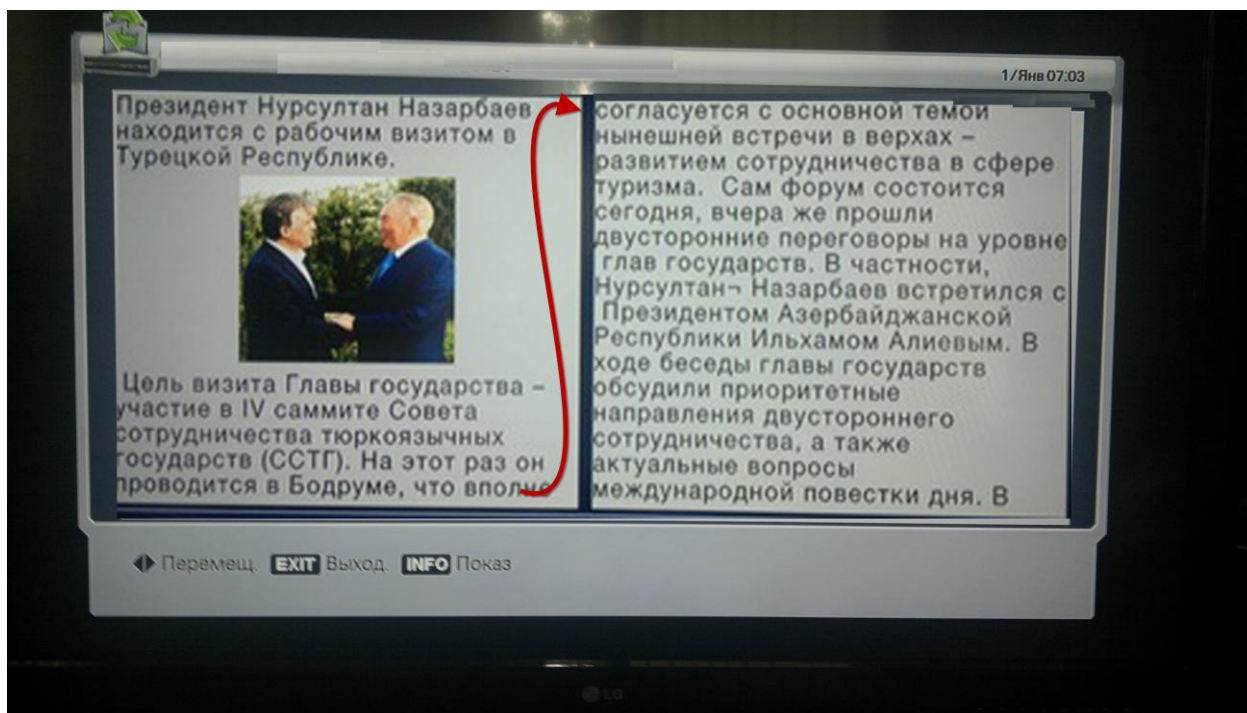 1/Янв 07:03
Президент Нурсултан Назарбаев
находится с рабочим визитом в
Турецкой Республике.
Цель визита Главы государства –
участие в IV саммите Совета
сотрудничества тюркоязычных
государств (ССТГ). На этот раз он
проводится в Бодруме, что вполне
согласуется с основной темой
нынешней встречи в верхах –
развитием сотрудничества в сфере
туризма. Сам форум состоится
сегодня, вчера же прошли
двусторонние переговоры на уровне
глав государств. В частности,
Нурсултан¬ Назарбаев встретился с
Президентом Азербайджанской
Республики Ильхамом Алиевым. В
ходе беседы главы государств
обсудили приоритетные
направления двустороннего
сотрудничества, а также
актуальные вопросы
международной повестки дня. В
Перемещ. EXIT Выход. INFO Показ
LG